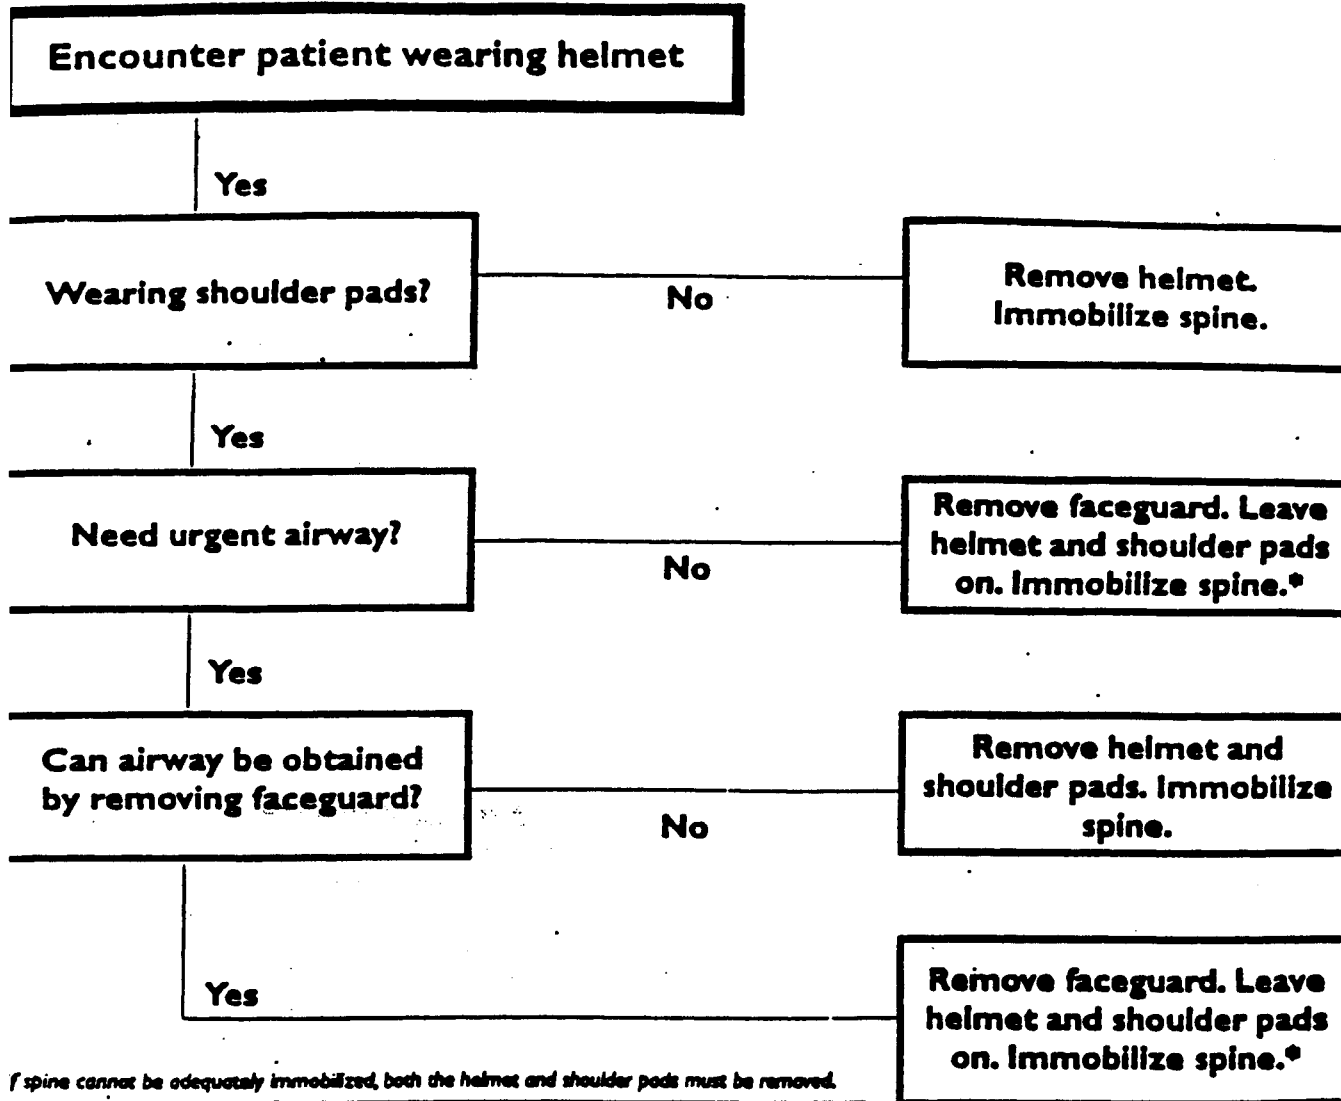 Encounter patient wearing helmet
Yes
Wearing shoulder pads?
No
Remove helmet.
Immobilize spine.
Yes
Need urgent airway?
No
Remove faceguard. Leave
helmet and shoulder pads
on. Immobilize spine.*
Yes
Can airway be obtained
by removing faceguard?
No
Remove helmet and
shoulder pads. Immobilize
spine.
Yes
Remove faceguard. Leave
helmet and shoulder pads
on. Immobilize spine.*
f spine cannot be adequately immobilized, both the helmet and shoulder pads must be removed.